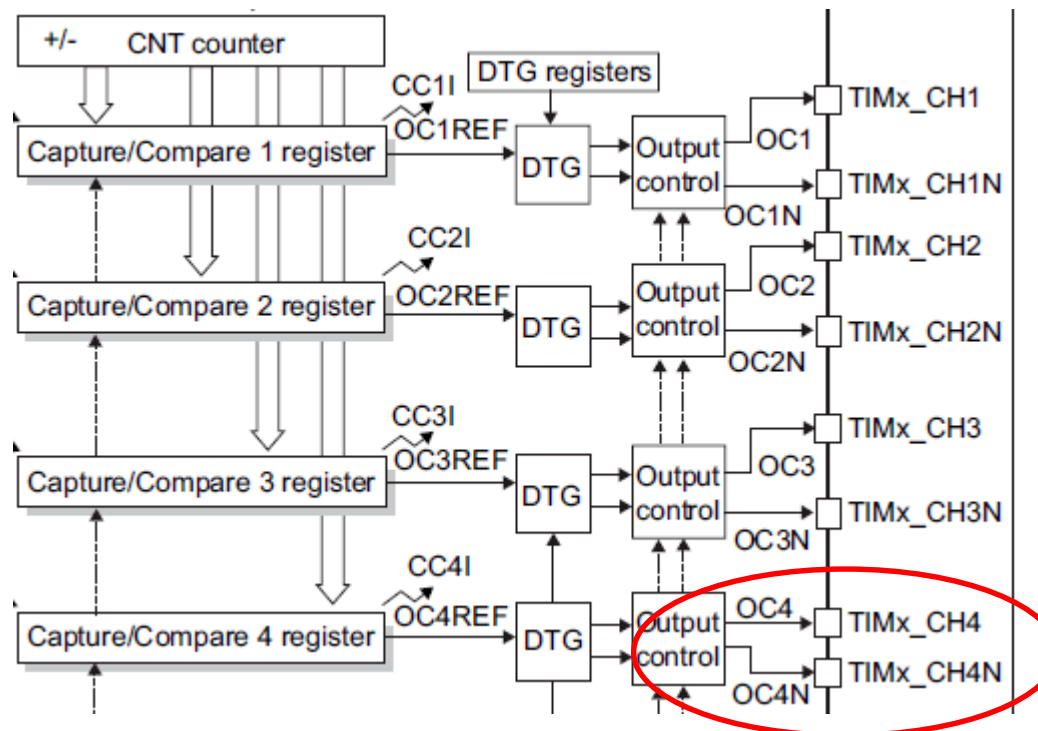 +/- CNT counter
DTG registers
CC1I
OC1REF
Capture/Compare 1 register
DTG
Output
control
OC1
OC1N
TIMx_CH1
TIMx_CH1N
CC2I
OC2REF
Capture/Compare 2 register
DTG
Output
control
OC2
OC2N
TIMx_CH2
TIMx_CH2N
CC3I
OC3REF
Capture/Compare 3 register
DTG
Output
control
OC3
OC3N
TIMx_CH3
TIMx_CH3N
CC4I
OC4REF
Capture/Compare 4 register
DTG
Output
control
OC4
OC4N
TIMx_CH4
TIMx_CH4N